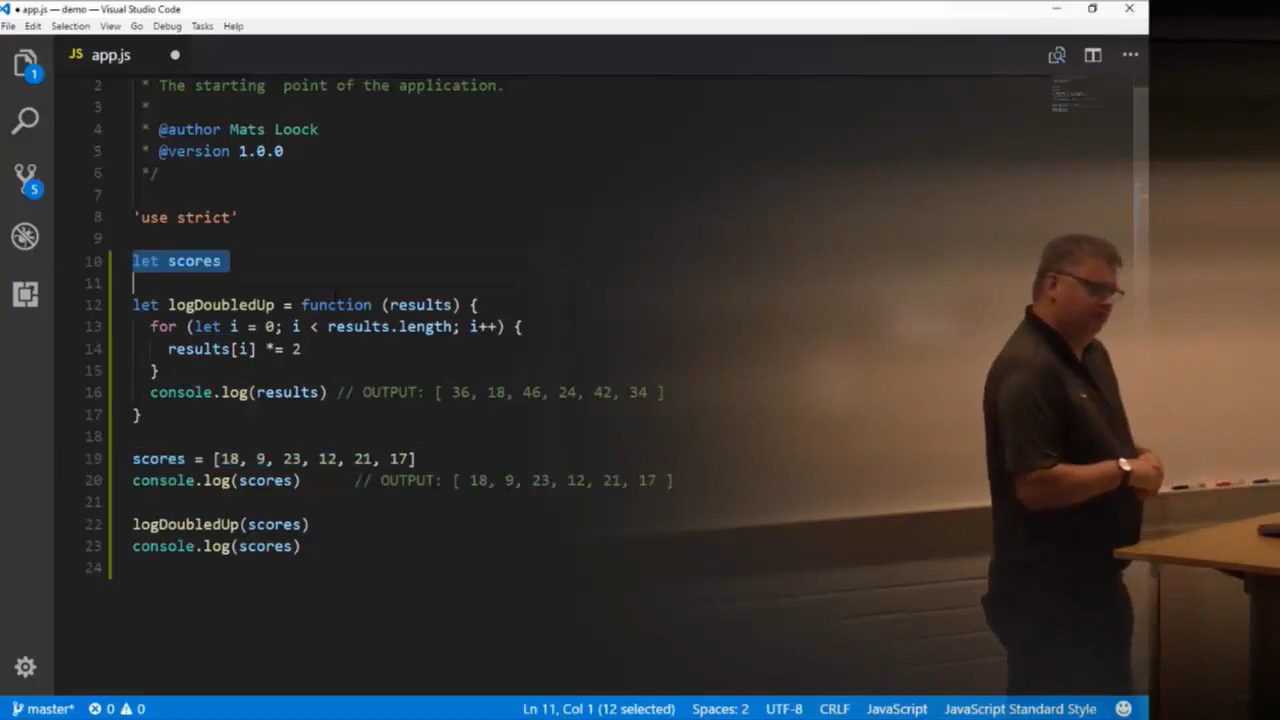 app.js — demo — Visual Studio Code
File Edit Selection View Go Debug Tasks Help
JS app.js
1
5
2 * The starting  point of the application.
3 *
4 * @author Mats Loock
5 * @version 1.0.0
6 */
7
8 'use strict'
9
10 let scores
11
12 let logDoubledUp = function (results) {
13   for (let i = 0; i < results.length; i++) {
14     results[i] *= 2
15   }
16   console.log(results) // OUTPUT: [ 36, 18, 46, 24, 42, 34 ]
17 }
18
19 scores = [18, 9, 23, 12, 21, 17]
20 console.log(scores)      // OUTPUT: [ 18, 9, 23, 12, 21, 17 ]
21
22 logDoubledUp(scores)
23 console.log(scores)
24
master* 0 0 Ln 11, Col 1 (12 selected) Spaces: 2 UTF-8 CRLF JavaScript JavaScript Standard Style